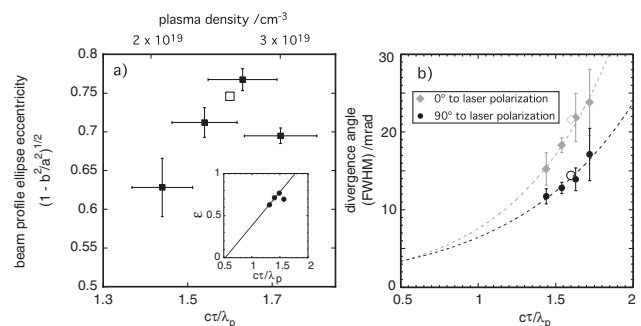 plasma density /cm⁻³
2 x 10¹⁹ 3 x 10¹⁹
a)
beam profile ellipse eccentricity
(1 - b²/a²)^1/2
0.8
0.75
0.7
0.65
0.6
0.55
0.5
1.3 1.5 1.7
cτ/λp
ε
1
0.5
0
0.5 1 1.5 2
cτ/λp
b)
0° to laser polarization
90° to laser polarization
divergence angle
(FWHM) /mrad
30
20
10
0
0.5 1 1.5 2
cτ/λp